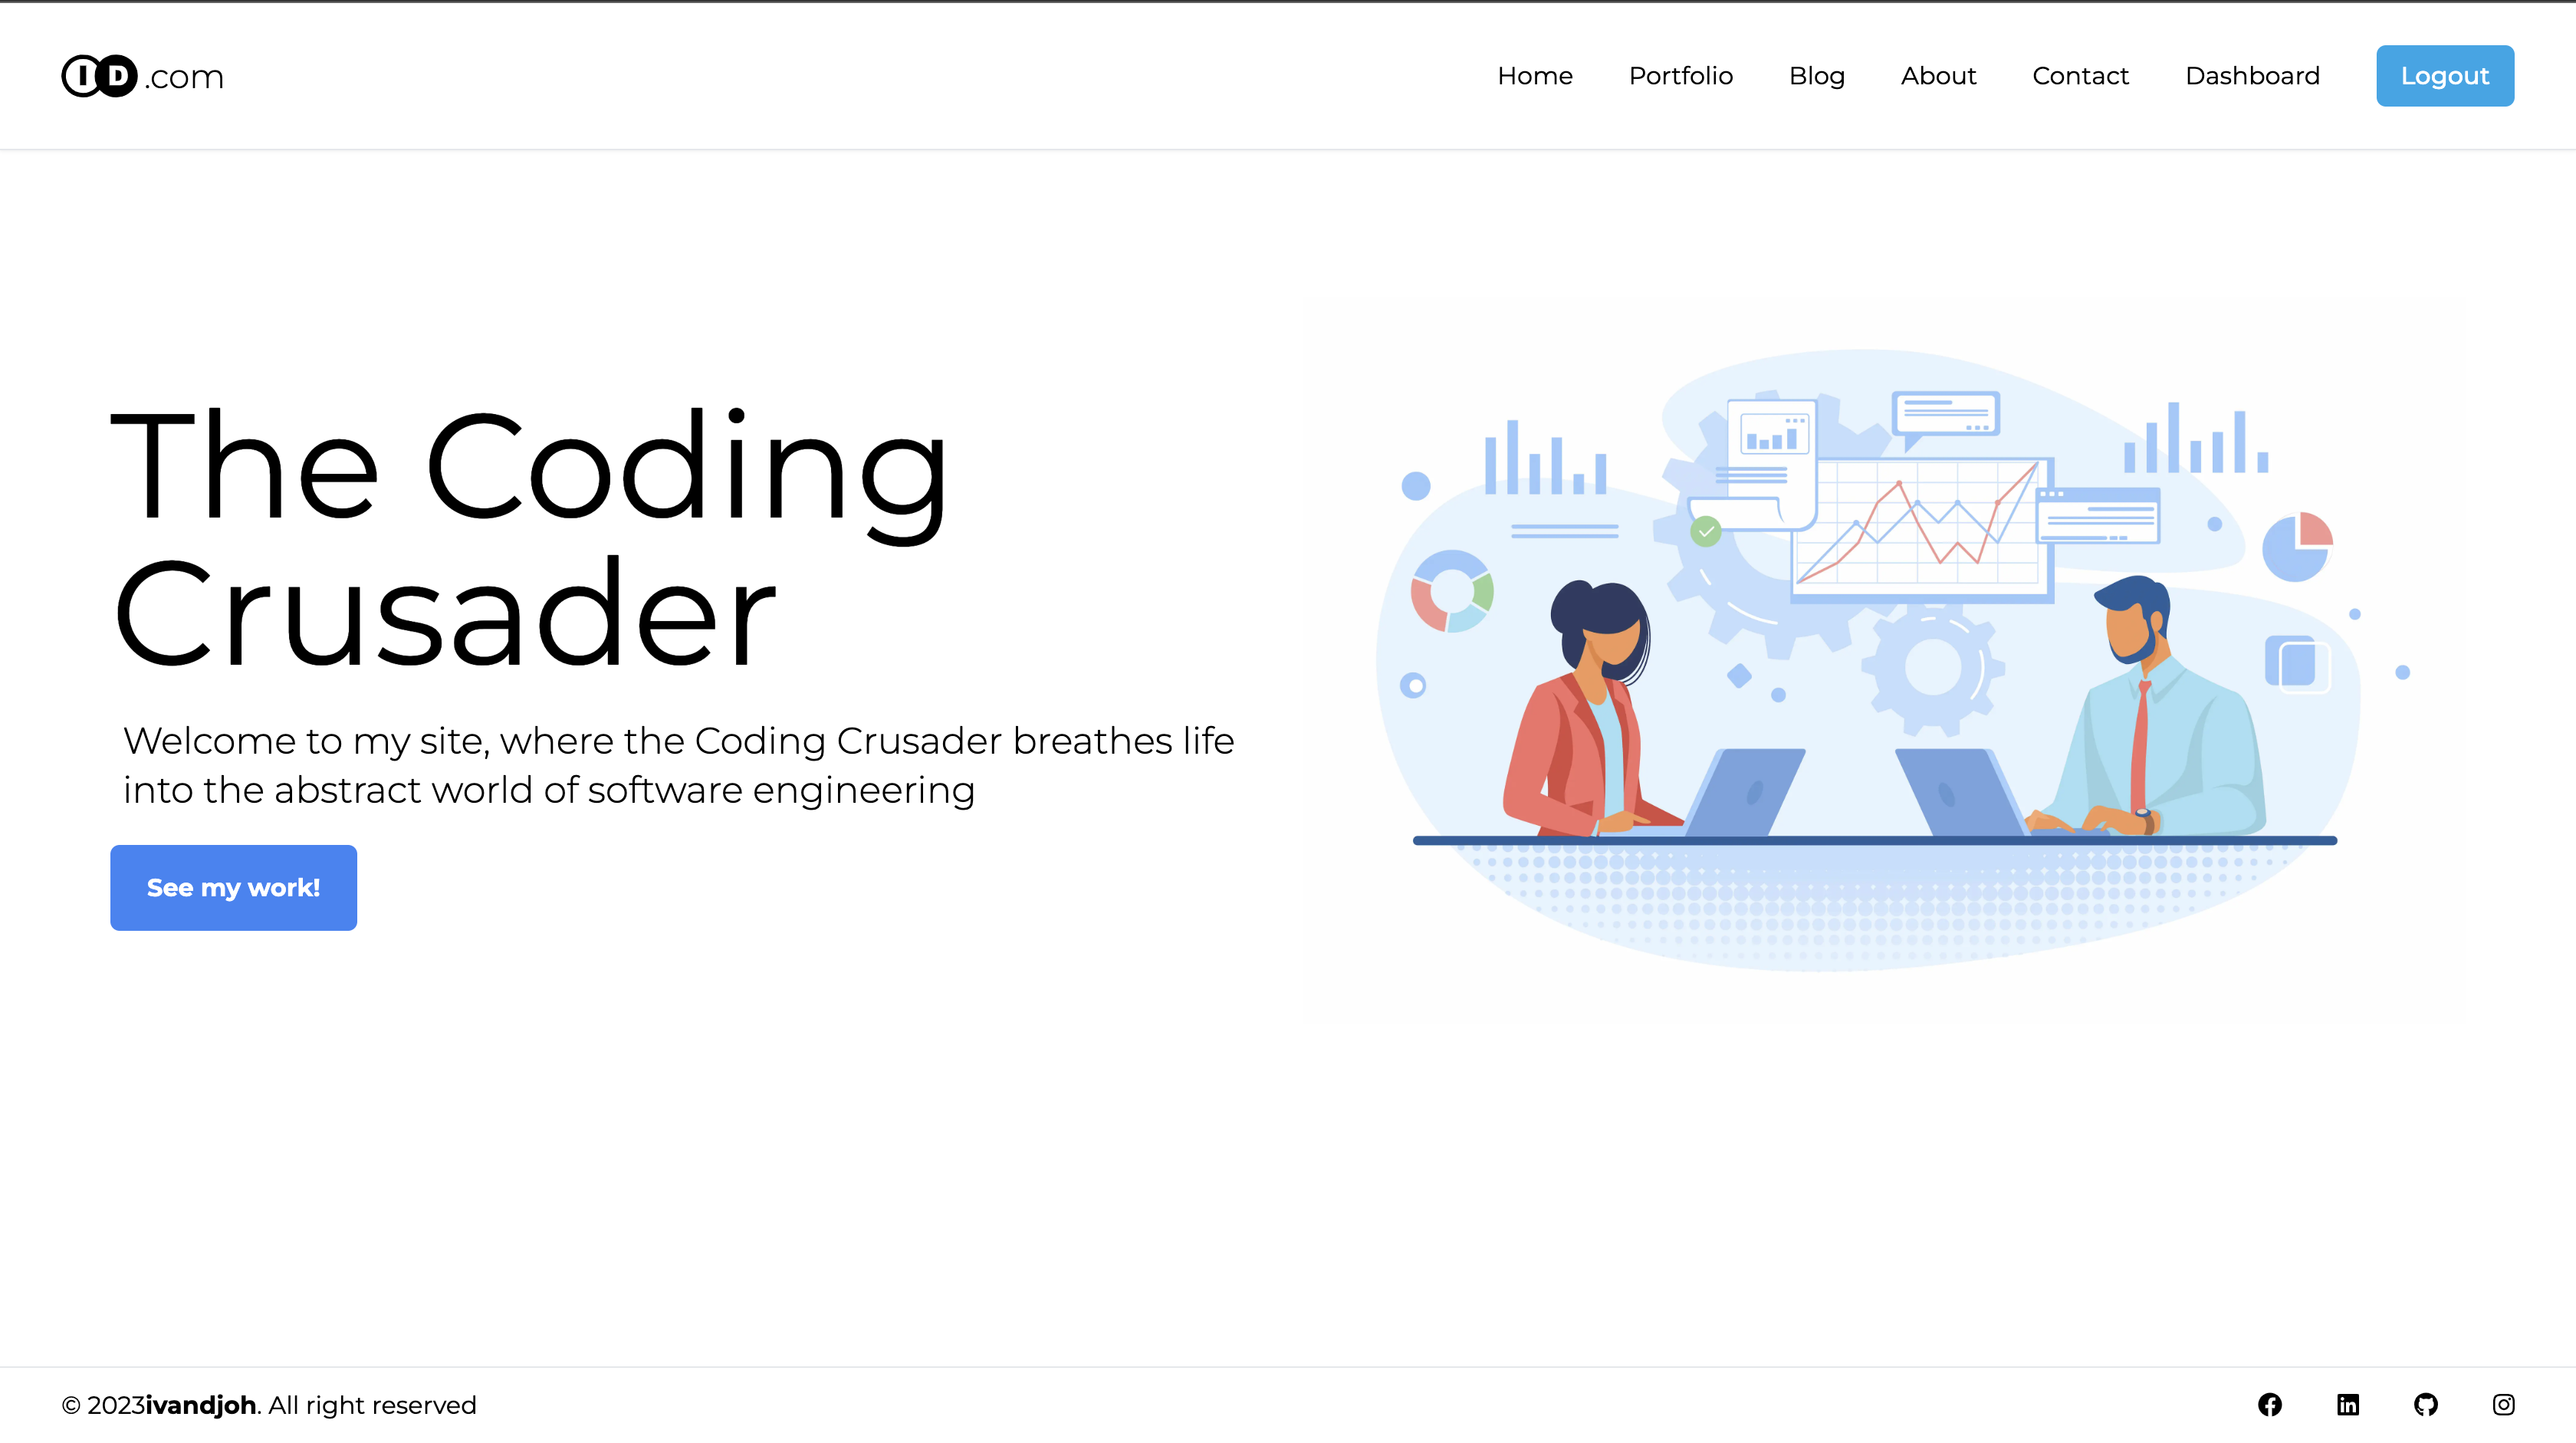 ID.com
Home Portfolio Blog About Contact Dashboard Logout
The Coding
Crusader
Welcome to my site, where the Coding Crusader breathes life
into the abstract world of software engineering
See my work!
© 2023ivandjoh. All right reserved